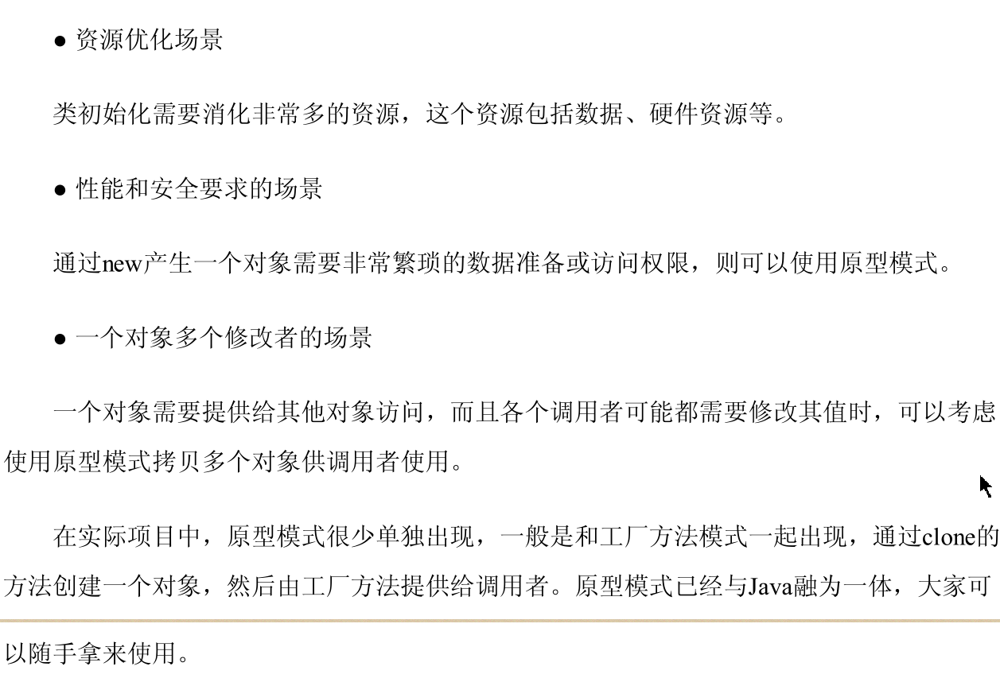 ● 资源优化场景
类初始化需要消化非常多的资源，这个资源包括数据、硬件资源等。
● 性能和安全要求的场景
通过new产生一个对象需要非常繁琐的数据准备或访问权限，则可以使用原型模式。
● 一个对象多个修改者的场景
一个对象需要提供给其他对象访问，而且各个调用者可能都需要修改其值时，可以考虑
使用原型模式拷贝多个对象供调用者使用。
在实际项目中，原型模式很少单独出现，一般是和工厂方法模式一起出现，通过clone的
方法创建一个对象，然后由工厂方法提供给调用者。原型模式已经与Java融为一体，大家可
以随手拿来使用。